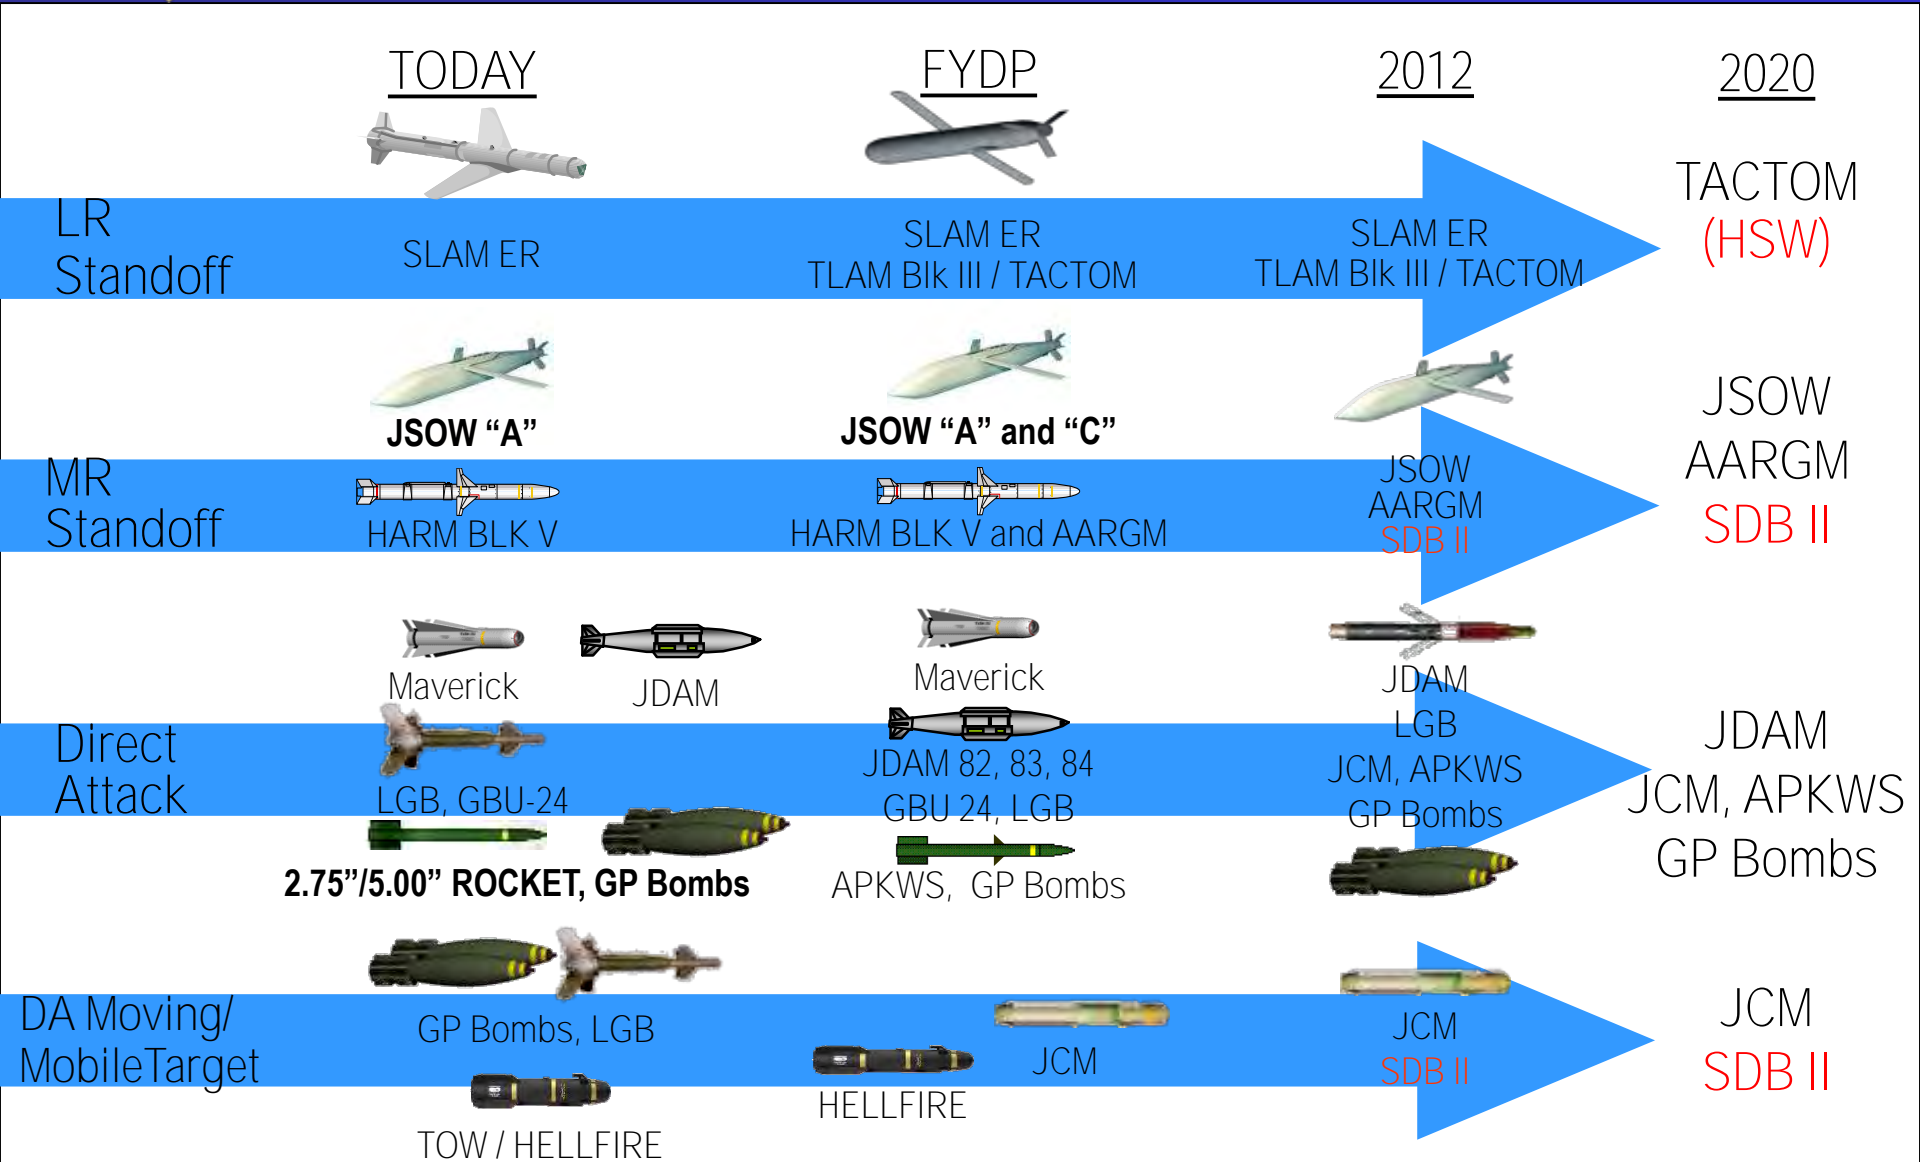 TODAY
FYDP
2012
2020
LR
Standoff
SLAM ER
SLAM ER
TLAM Blk III / TACTOM
SLAM ER
TLAM Blk III / TACTOM
TACTOM
(HSW)
JSOW “A”
JSOW “A” and “C”
MR
Standoff
HARM BLK V
HARM BLK V and AARGM
JSOW
AARGM
SDB II
JSOW
AARGM
SDB II
Maverick
JDAM
Maverick
Direct
Attack
LGB, GBU-24
JDAM 82, 83, 84
GBU 24, LGB
JDAM
LGB
JCM, APKWS
GP Bombs
JDAM
JCM, APKWS
GP Bombs
2.75”/5.00” ROCKET, GP Bombs
APKWS, GP Bombs
DA Moving/
MobileTarget
GP Bombs, LGB
TOW / HELLFIRE
HELLFIRE
JCM
JCM
SDB II
JCM
SDB II